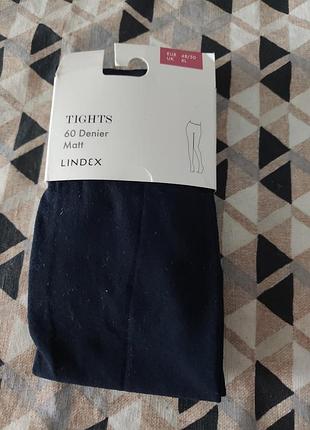 TIGHTS
60 Denier
Matt
LINDEX
EUR 48/50
UK XL